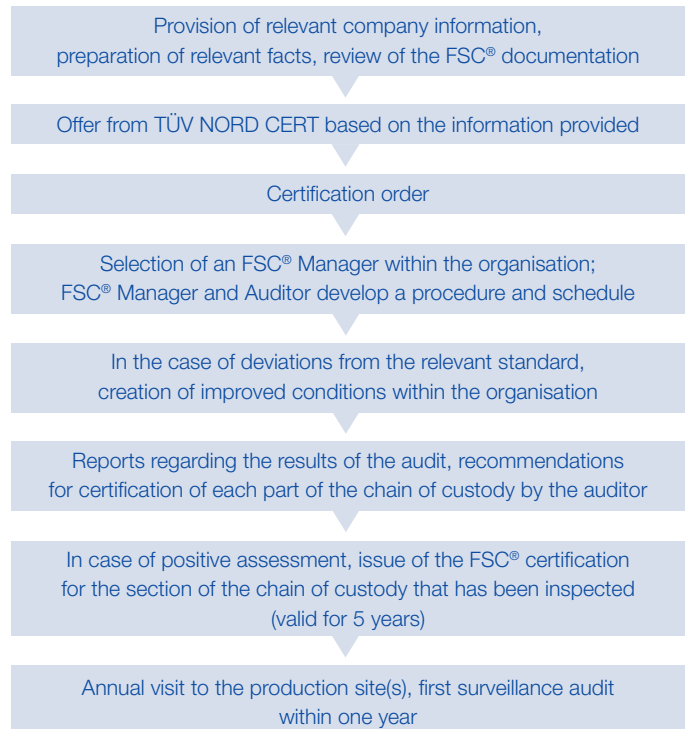 Provision of relevant company information,
preparation of relevant facts, review of the FSC® documentation
Offer from TÜV NORD CERT based on the information provided
Certification order
Selection of an FSC® Manager within the organisation;
FSC® Manager and Auditor develop a procedure and schedule
In the case of deviations from the relevant standard,
creation of improved conditions within the organisation
Reports regarding the results of the audit, recommendations
for certification of each part of the chain of custody by the auditor
In case of positive assessment, issue of the FSC® certification
for the section of the chain of custody that has been inspected
(valid for 5 years)
Annual visit to the production site(s), first surveillance audit
within one year